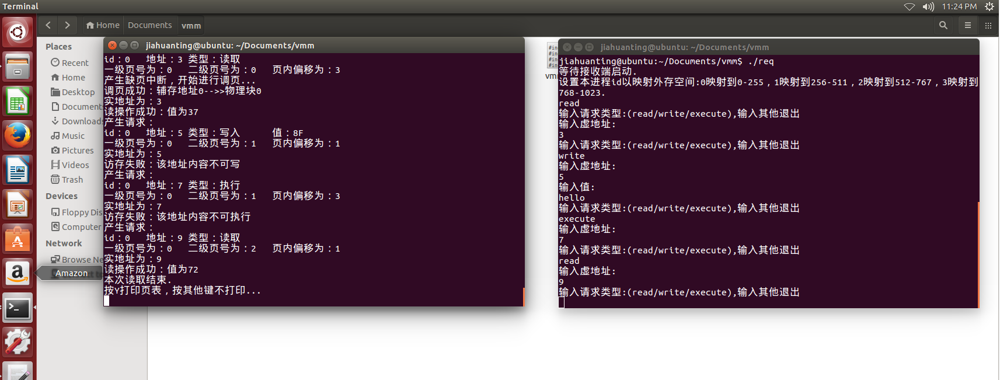 Terminal
11:24 PM
Home
Documents
vmm
Places
Recent
Home
Desktop
Document
Downloads
Music
Pictures
Videos
Trash
Devices
Floppy Dis
Computer
Network
Browse Ne
Amazon
jiahuanting@ubuntu: ~/Documents/vmm
id：0 地址：3 类型：读取
一级页号为：0 二级页号为：0 页内偏移为：3
产生缺页中断，开始进行调页...
调页成功：辅存地址0-->>物理块0
实地址为：3
读操作成功：值为37
产生请求：
id：0 地址：5 类型：写入 值：8F
一级页号为：0 二级页号为：1 页内偏移为：1
实地址为：5
访存失败：该地址内容不可写
产生请求：
id：0 地址：7 类型：执行
一级页号为：0 二级页号为：1 页内偏移为：3
实地址为：7
访存失败：该地址内容不可执行
产生请求：
id：0 地址：9 类型：读取
一级页号为：0 二级页号为：2 页内偏移为：1
实地址为：9
读操作成功：值为72
本次读取结束.
按Y打印页表，按其他键不打印...
#in
#in
#in
#in
vmm
jiahuanting@ubuntu: ~/Documents/vmm
jiahuanting@ubuntu:~/Documents/vmm$ ./req
等待接收端启动.
设置本进程id以映射外存空间:0映射到0-255，1映射到256-511，2映射到512-767，3映射到
768-1023.
read
输入请求类型:(read/write/execute),输入其他退出
输入虚地址:
3
输入请求类型:(read/write/execute),输入其他退出
write
输入虚地址:
5
输入值:
hello
输入请求类型:(read/write/execute),输入其他退出
execute
输入虚地址:
7
输入请求类型:(read/write/execute),输入其他退出
read
输入虚地址:
9
输入请求类型:(read/write/execute),输入其他退出